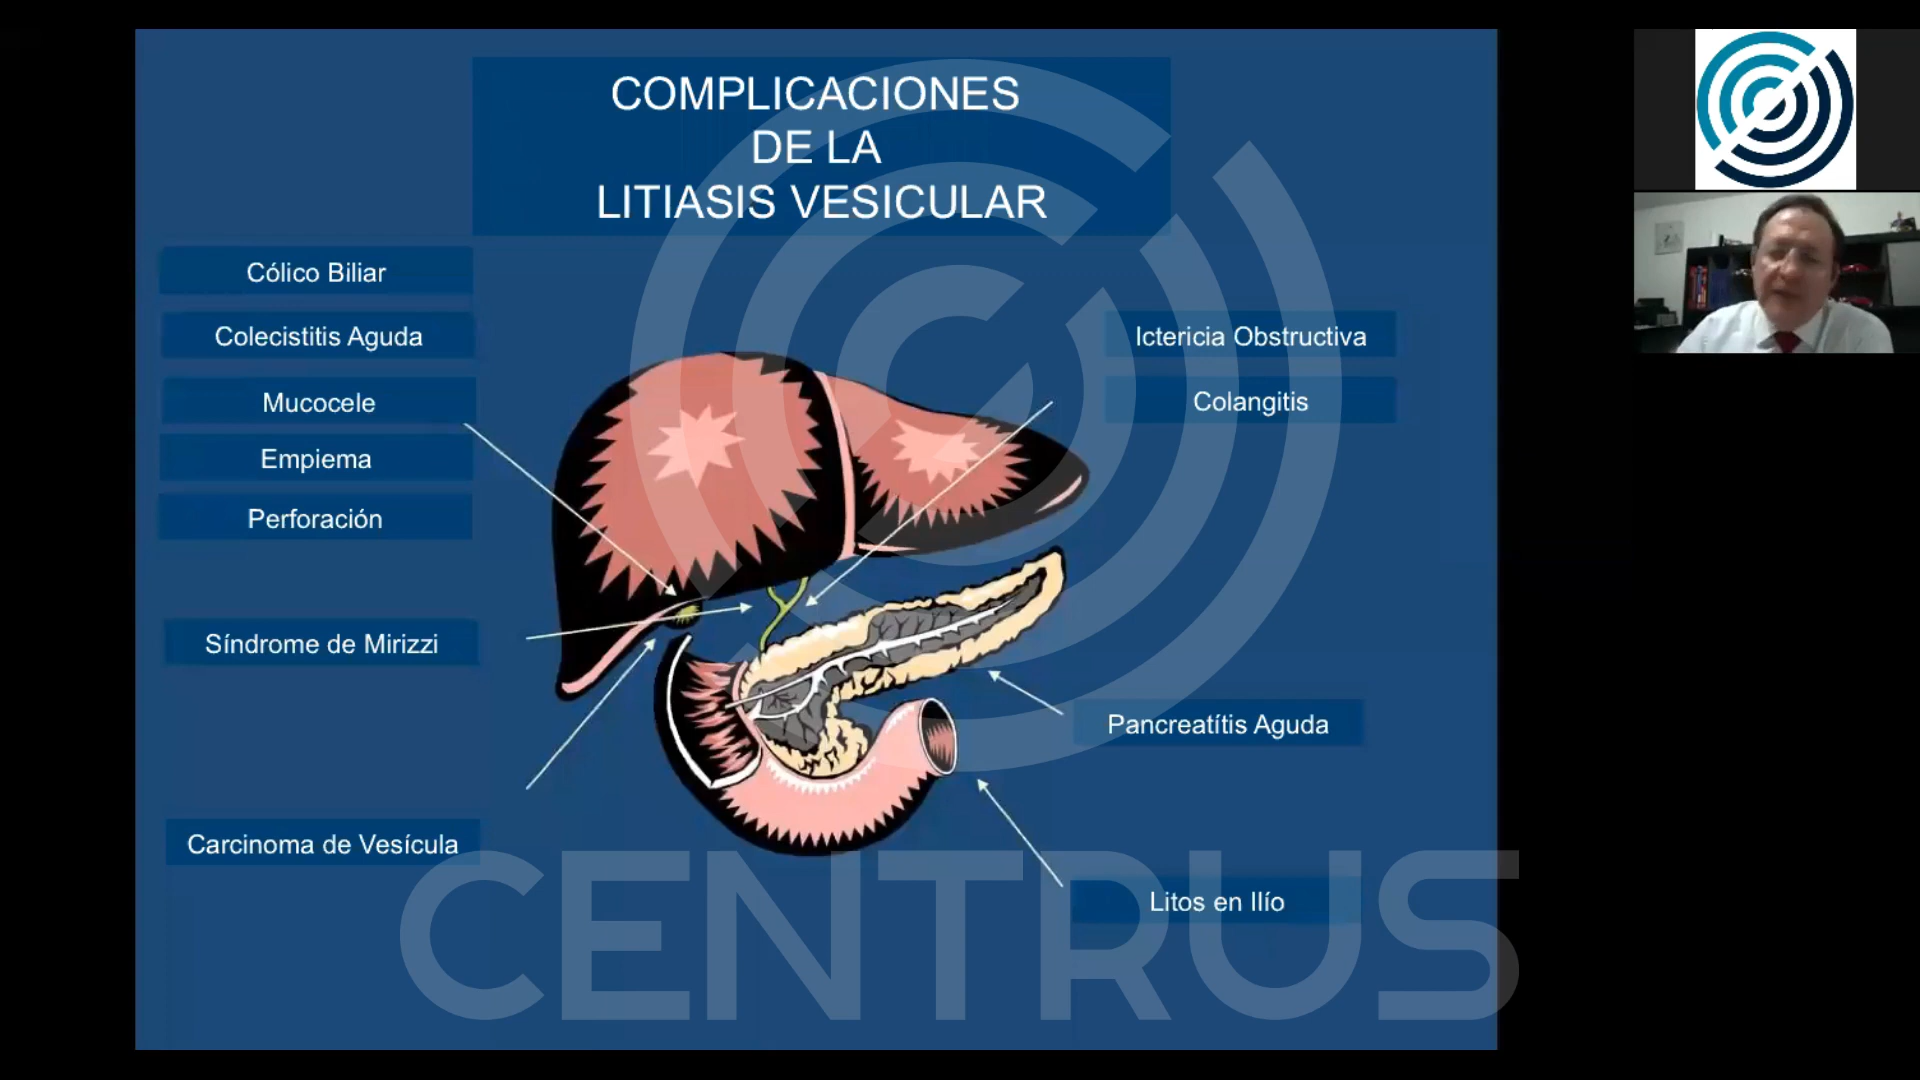 COMPLICACIONES
DE LA
LITIASIS VESICULAR
Cólico Biliar
Colecistitis Aguda
Mucocele
Empiema
Perforación
Síndrome de Mirizzi
Carcinoma de Vesícula
Ictericia Obstructiva
Colangitis
Pancreatítis Aguda
Litos en Ilío
CENTRUS